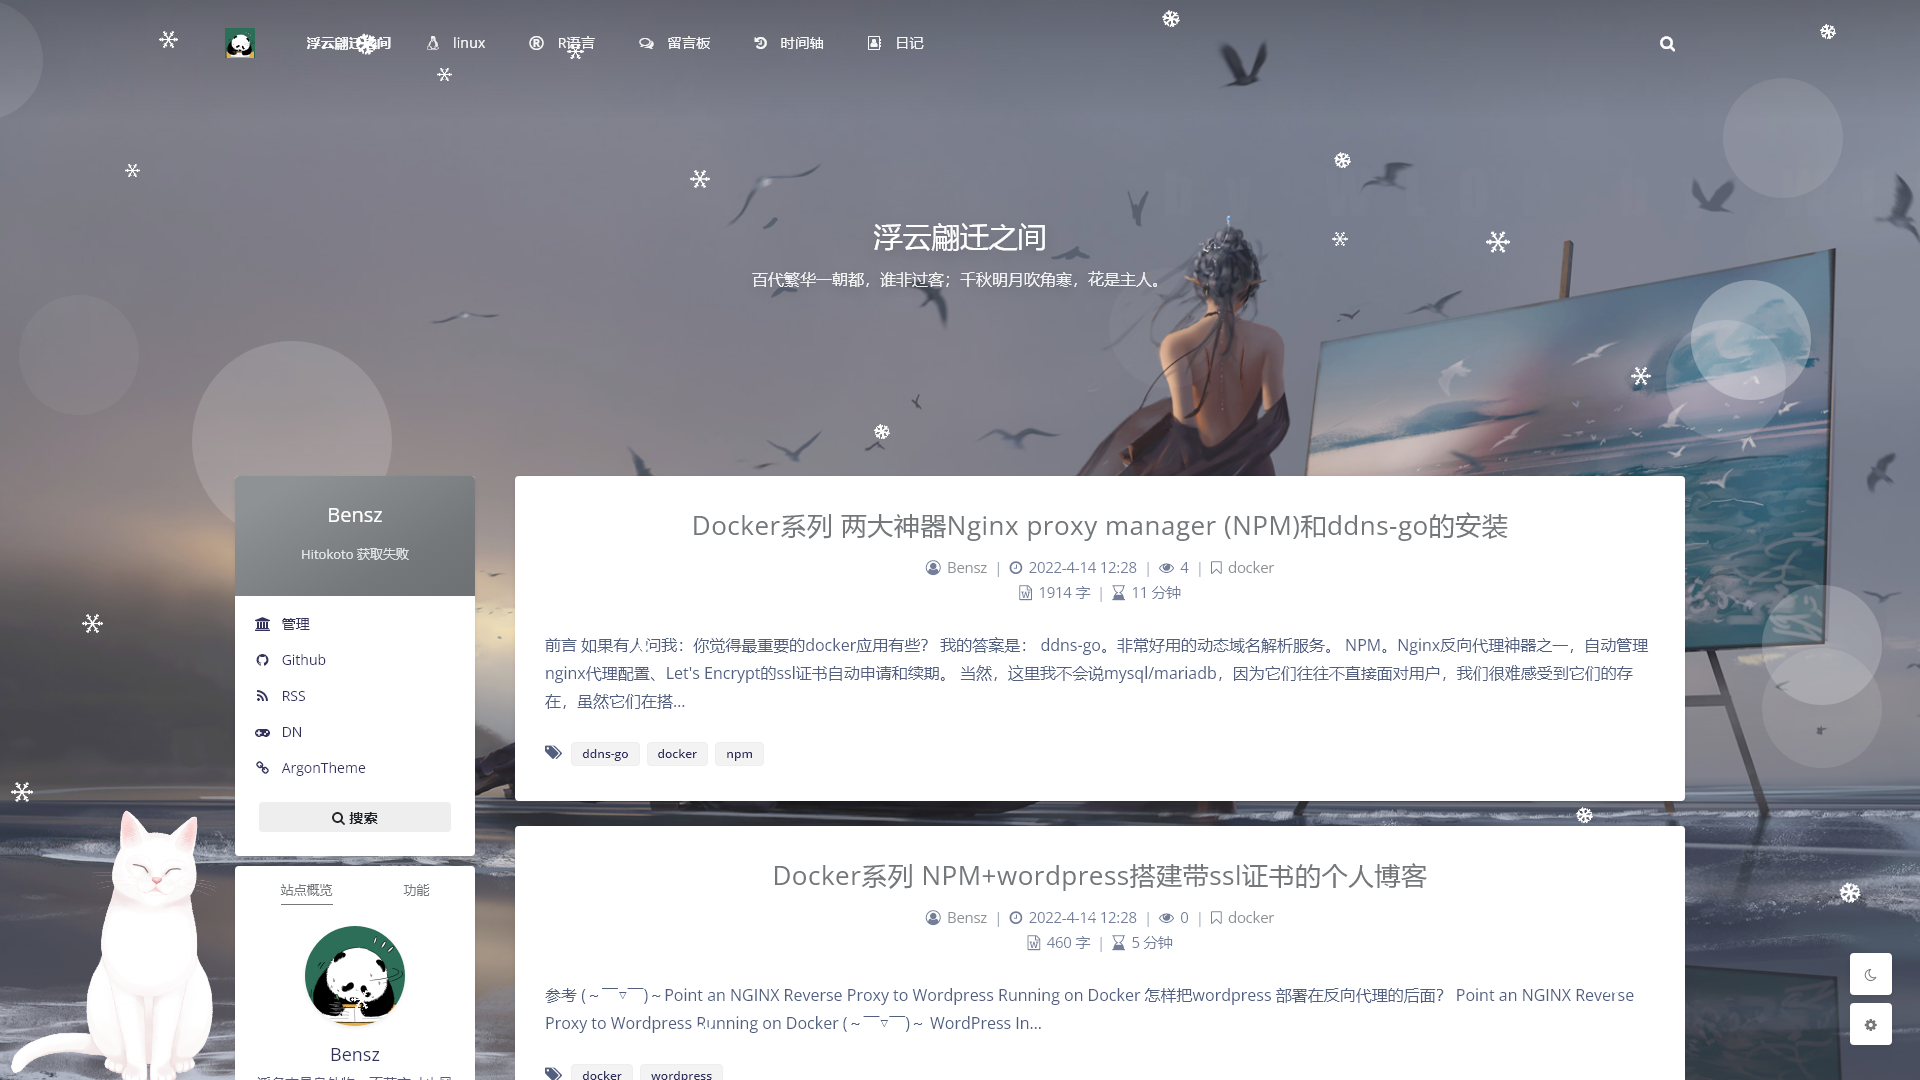 浮云翩迁之间
linux
R语言
留言板
时间轴
日记
浮云翩迁之间
百代繁华一朝都，谁非过客；千秋明月吹角寒，花是主人。
Bensz
Hitokoto 获取失败
管理
Github
RSS
DN
ArgonTheme
搜索
站点概览 功能
Bensz
Docker系列 两大神器Nginx proxy manager (NPM)和ddns-go的安装
Bensz | 2022-4-14 12:28 | 4 | docker
1914 字 | 11 分钟
前言 如果有人问我：你觉得最重要的docker应用有些？ 我的答案是： ddns-go。非常好用的动态域名解析服务。 NPM。Nginx反向代理神器之一，自动管理
nginx代理配置、Let's Encrypt的ssl证书自动申请和续期。 当然，这里我不会说mysql/mariadb，因为它们往往不直接面对用户，我们很难感受到它们的存
在，虽然它们在搭…
ddns-go docker npm
Docker系列 NPM+wordpress搭建带ssl证书的个人博客
Bensz | 2022-4-14 12:28 | 0 | docker
460 字 | 5 分钟
参考 (～￣▽￣)～Point an NGINX Reverse Proxy to Wordpress Running on Docker 怎样把wordpress 部署在反向代理的后面？ Point an NGINX Reverse
Proxy to Wordpress Running on Docker (～￣▽￣)～ WordPress In…
docker wordpress